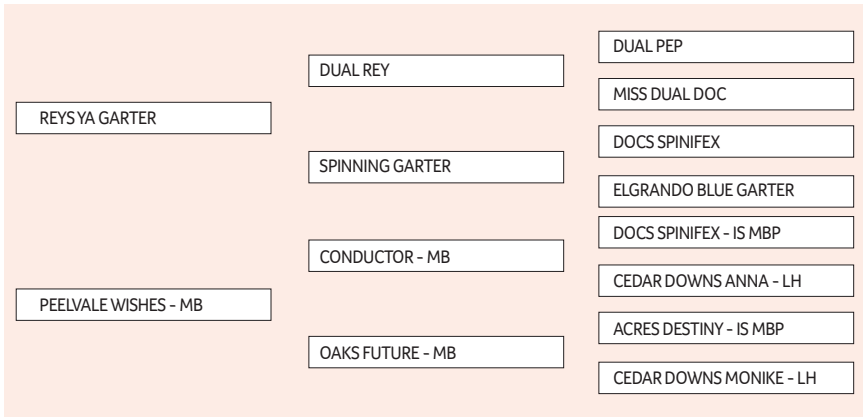 DUAL PEP
DUAL REY
MISS DUAL DOC
REYS YA GARTER
DOCS SPINIFEX
SPINNING GARTER
ELGRANDO BLUE GARTER
DOCS SPINIFEX - IS MBP
CONDUCTOR - MB
CEDAR DOWNS ANNA - LH
PEELVALE WISHES - MB
ACRES DESTINY - IS MBP
OAKS FUTURE - MB
CEDAR DOWNS MONIKE - LH